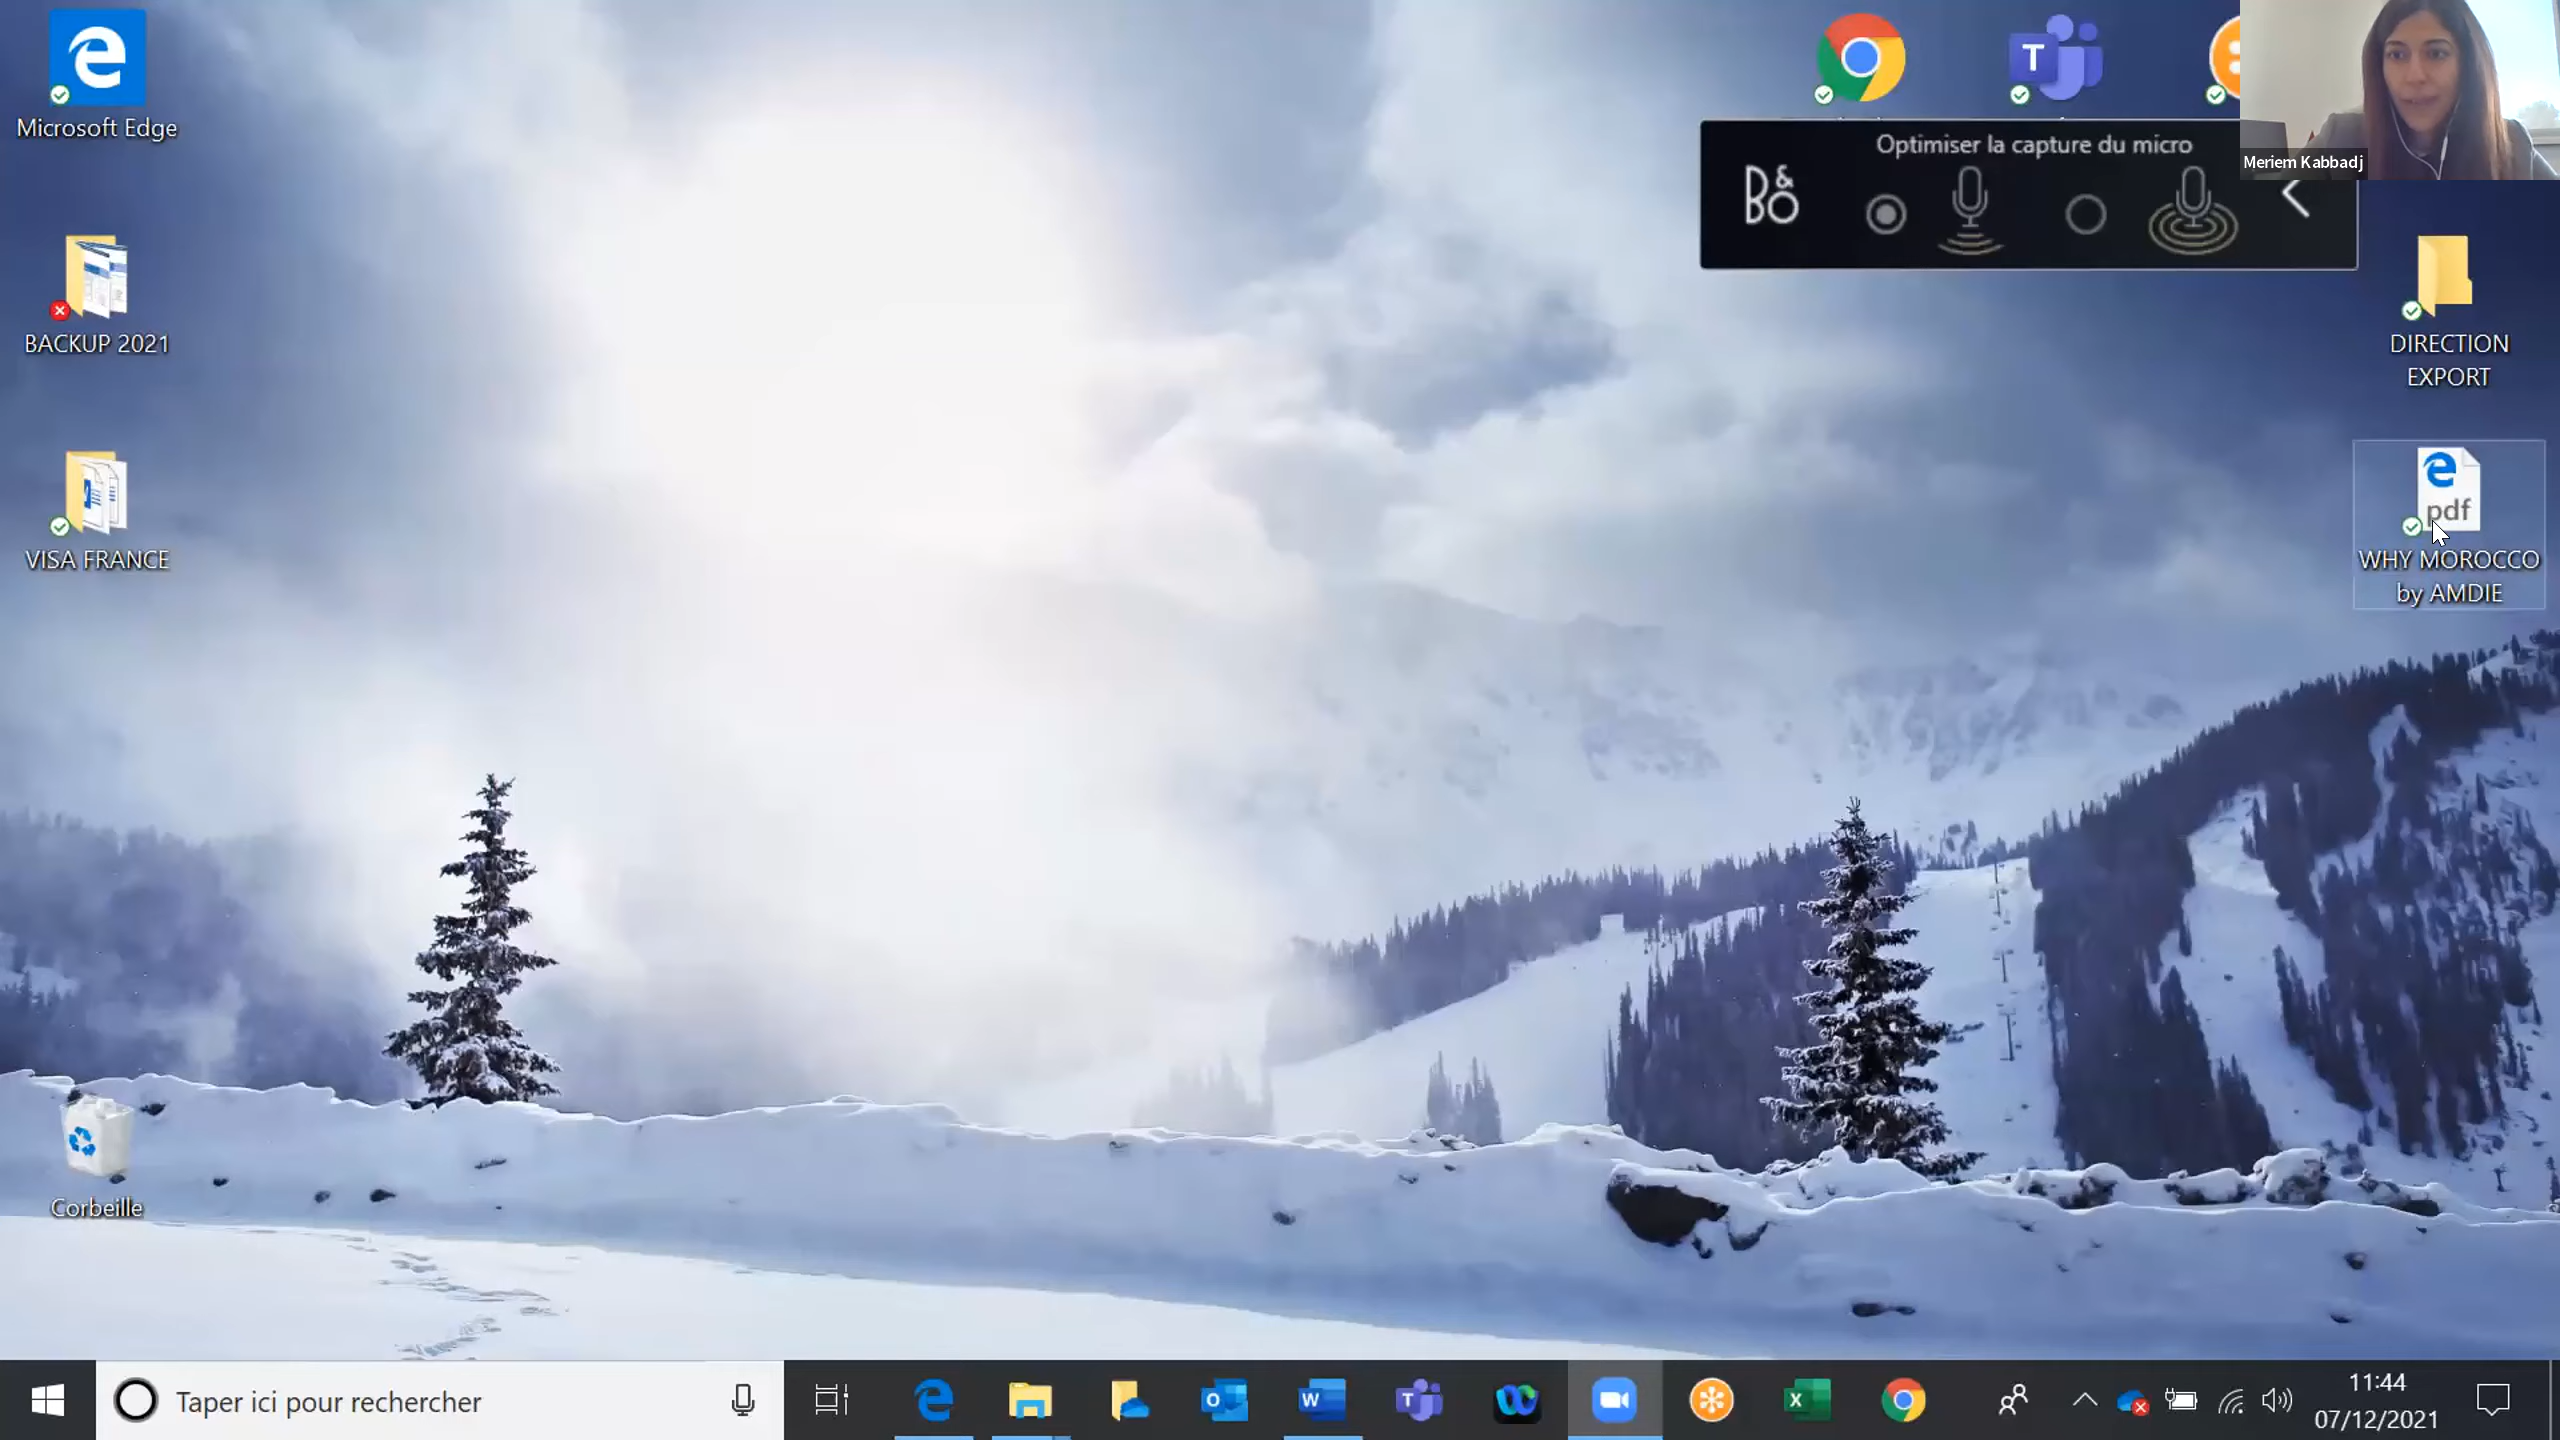 Microsoft Edge
BACKUP 2021
VISA FRANCE
Corbeille
T
Optimiser la capture du micro
B&O
Meriem Kabbadj
DIRECTION
EXPORT
pdf
WHY MOROCCO
by AMDIE
Taper ici pour rechercher
11:44
07/12/2021